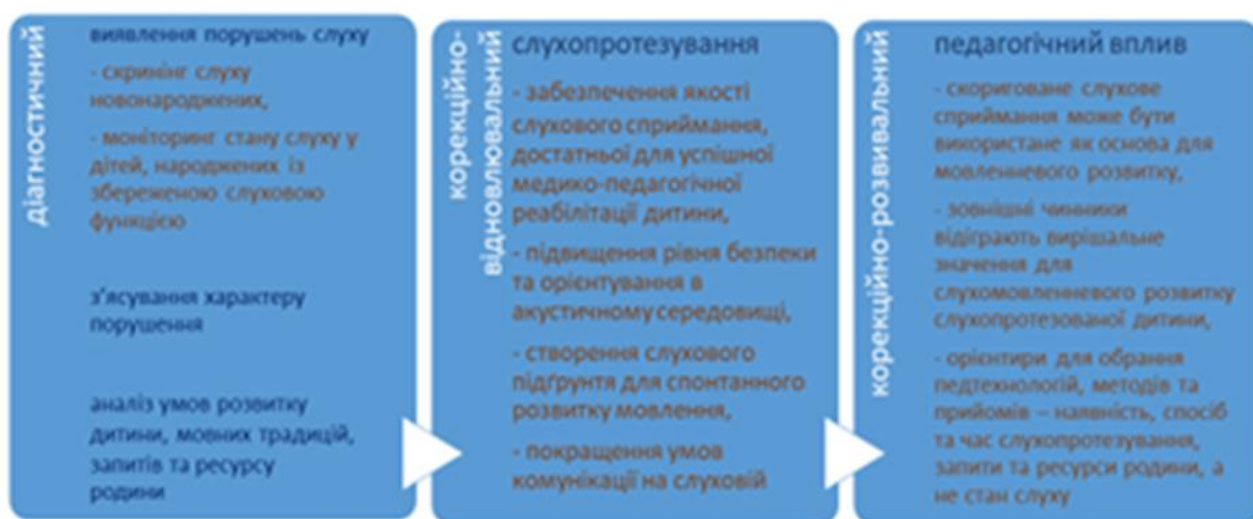 діагностичний
виявлення порушень слуху
- скринінг слуху
новонароджених,
- моніторинг стану слуху у
дітей, народжених із
збереженою слуховою
функцією
з'ясування характеру
порушення
аналіз умов розвитку
дитини, мовних традицій,
запитів та ресурсу
родини
корекційно-
відновлювальний
слухопротезування
- забезпечення якості
слухового сприймання,
достатньої для успішної
медико-педагогічної
реабілітації дитини,
- підвищення рівня безпеки
та орієнтування в
акустичному середовищі,
- створення слухового
підґрунтя для спонтанного
розвитку мовлення,
- покращення умов
комунікації на слуховій
корекційно-розвивальний
педагогічний вплив
- скориговане слухове
сприймання може бути
використане як основа для
мовленнєвого розвитку,
- зовнішні чинники
відіграють вирішальне
значення для
слухомовленнєвого розвитку
слухопротезованої дитини,
- орієнтири для обрання
педтехнологій, методів та
прийомів – наявність, спосіб
та час слухопротезування,
запити та ресурси родини, а
не стан слуху